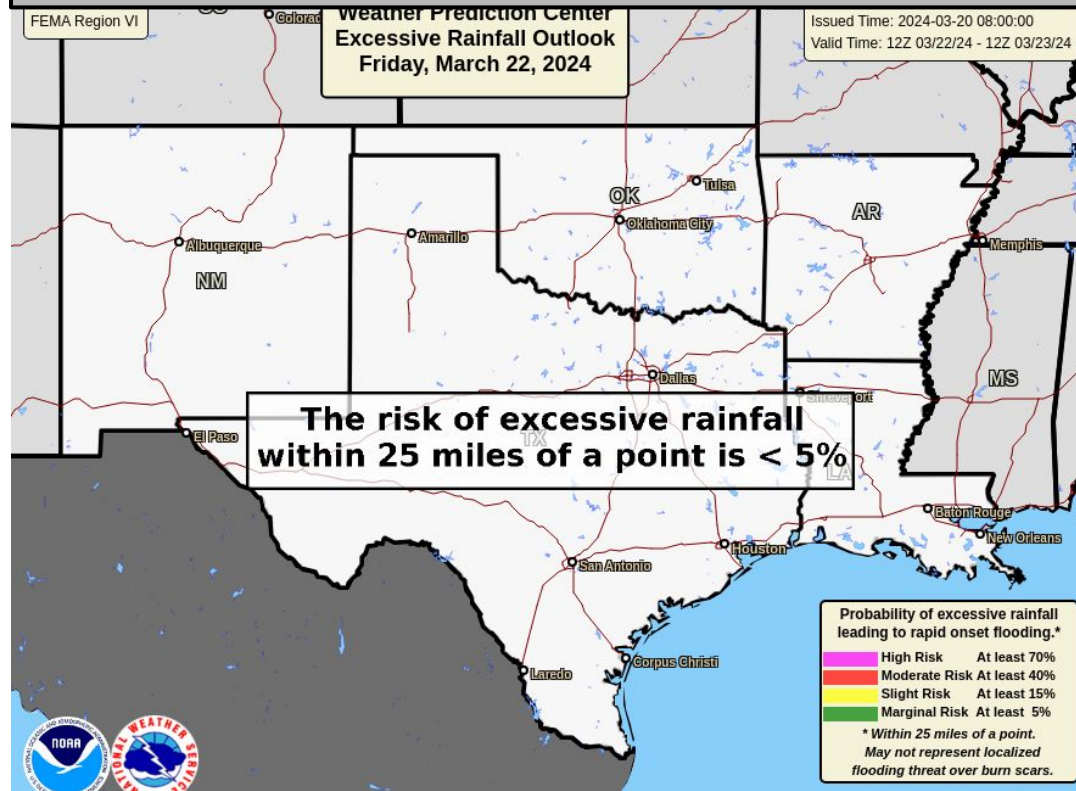 FEMA Region VI
Weather Prediction Center
Excessive Rainfall Outlook
Friday, March 22, 2024
Issued Time: 2024-03-20 08:00:00
Valid Time: 12Z 03/22/24 - 12Z 03/23/24
CO
Tulsa
OK
Oklahoma City
AR
Amarillo
Albuquerque
Memphis
NM
Dallas
MS
Shreveport
The risk of excessive rainfall
within 25 miles of a point is < 5%
El Paso
TX
LA
Baton Rouge
New Orleans
Houston
San Antonio
Corpus Christi
Laredo
Probability of excessive rainfall
leading to rapid onset flooding.*
High Risk At least 70%
Moderate Risk At least 40%
Slight Risk At least 15%
Marginal Risk At least 5%
* Within 25 miles of a point.
May not represent localized
flooding threat over burn scars.
NOAA
NATIONAL WEATHER SERVICE